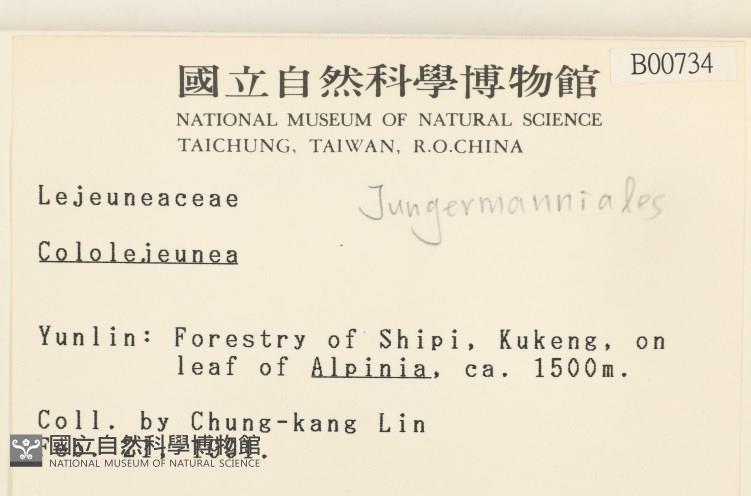 B00734
國立自然科學博物館
NATIONAL MUSEUM OF NATURAL SCIENCE
TAICHUNG, TAIWAN, R.O.CHINA
Lejeuneaceae
Jungermanniales
Cololejeunea
Yunlin: Forestry of Shipi, Kukeng, on
leaf of Alpinia, ca. 1500m.
Coll. by Chung-kang Lin
國立自然科學博物館
NATIONAL MUSEUM OF NATURAL SCIENCE